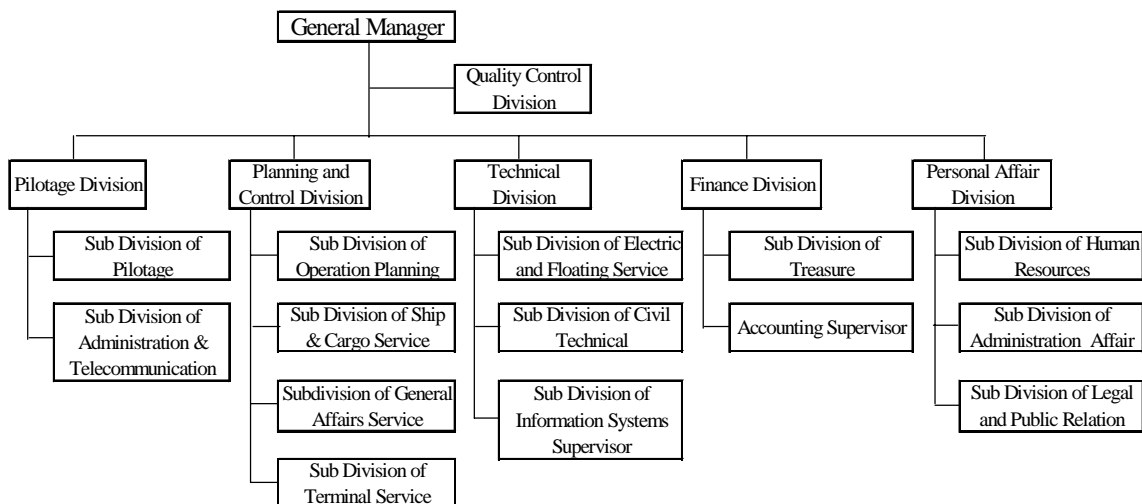 General Manager
Quality Control
Division
Pilotage Division
Planning and
Control Division
Technical
Division
Finance Division
Personal Affair
Division
Sub Division of
Pilotage
Sub Division of
Administration &
Telecommunication
Sub Division of
Operation Planning
Sub Division of Ship
& Cargo Service
Subdivision of General
Affairs Service
Sub Division of
Terminal Service
Sub Division of Electric
and Floating Service
Sub Division of Civil
Technical
Sub Division of
Information Systems
Supervisor
Sub Division of
Treasure
Accounting Supervisor
Sub Division of Human
Resources
Sub Division of
Administration Affair
Sub Division of Legal
and Public Relation